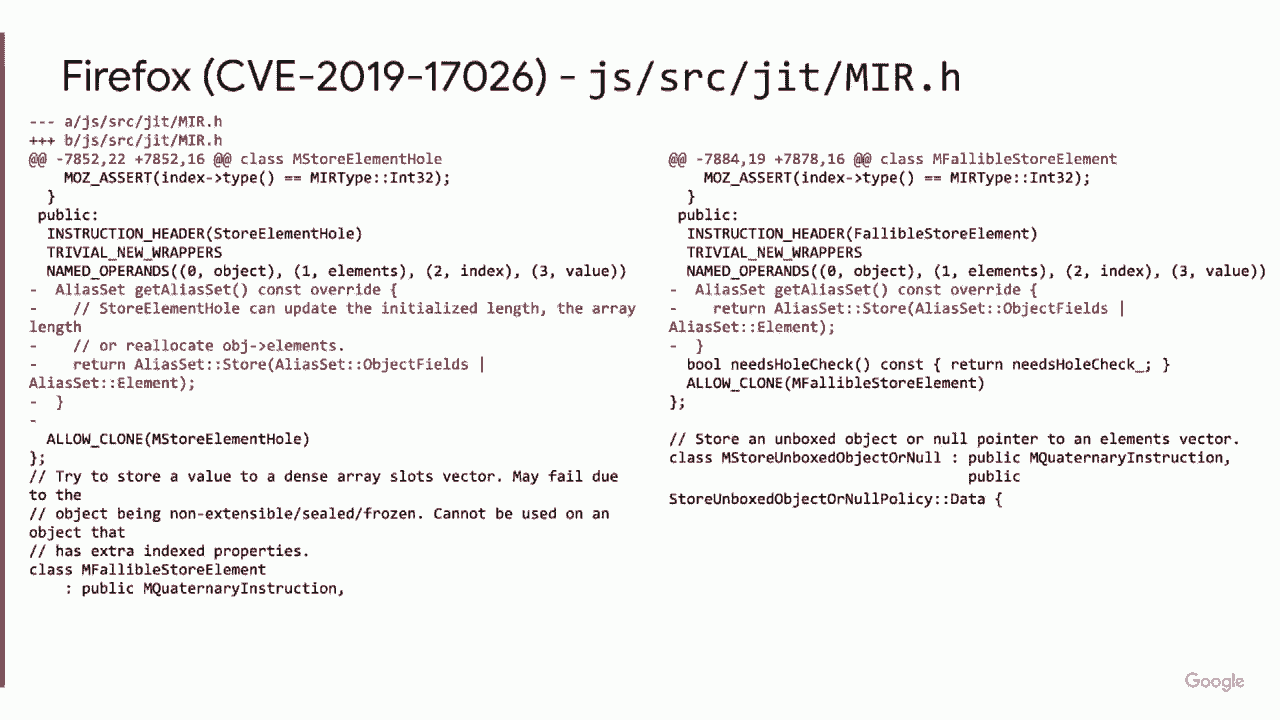 Firefox (CVE-2019-17026) - js/src/jit/MIR.h
--- a/js/src/jit/MIR.h
+++ b/js/src/jit/MIR.h
@@ -7852,22 +7852,16 @@ class MStoreElementHole
    MOZ_ASSERT(index->type() == MIRType::Int32);
  }
 public:
  INSTRUCTION_HEADER(StoreElementHole)
  TRIVIAL_NEW_WRAPPERS
  NAMED_OPERANDS((0, object), (1, elements), (2, index), (3, value))
-  AliasSet getAliasSet() const override {
-    // StoreElementHole can update the initialized length, the array
length
-    // or reallocate obj->elements.
-    return AliasSet::Store(AliasSet::ObjectFields |
AliasSet::Element);
-  }
-
  ALLOW_CLONE(MStoreElementHole)
};
// Try to store a value to a dense array slots vector. May fail due
to the
// object being non-extensible/sealed/frozen. Cannot be used on an
object that
// has extra indexed properties.
class MFallibleStoreElement
    : public MQuaternaryInstruction,
@@ -7884,19 +7878,16 @@ class MFallibleStoreElement
    MOZ_ASSERT(index->type() == MIRType::Int32);
  }
 public:
  INSTRUCTION_HEADER(FallibleStoreElement)
  TRIVIAL_NEW_WRAPPERS
  NAMED_OPERANDS((0, object), (1, elements), (2, index), (3, value))
-  AliasSet getAliasSet() const override {
-    return AliasSet::Store(AliasSet::ObjectFields |
AliasSet::Element);
-  }
  bool needsHoleCheck() const { return needsHoleCheck_; }
  ALLOW_CLONE(MFallibleStoreElement)
};
// Store an unboxed object or null pointer to an elements vector.
class MStoreUnboxedObjectOrNull : public MQuaternaryInstruction,
                                  public
StoreUnboxedObjectOrNullPolicy::Data {
Google